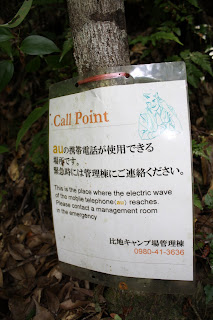 Call Point
auの携帯電話が使用できる
場所です。
緊急時には管理棟にご連絡ください。
This is the place where the electric wave
of the mobile telephone(au) reaches.
Please contact a management room
in the emergency
比地キャンプ場管理棟
0980-41-3636